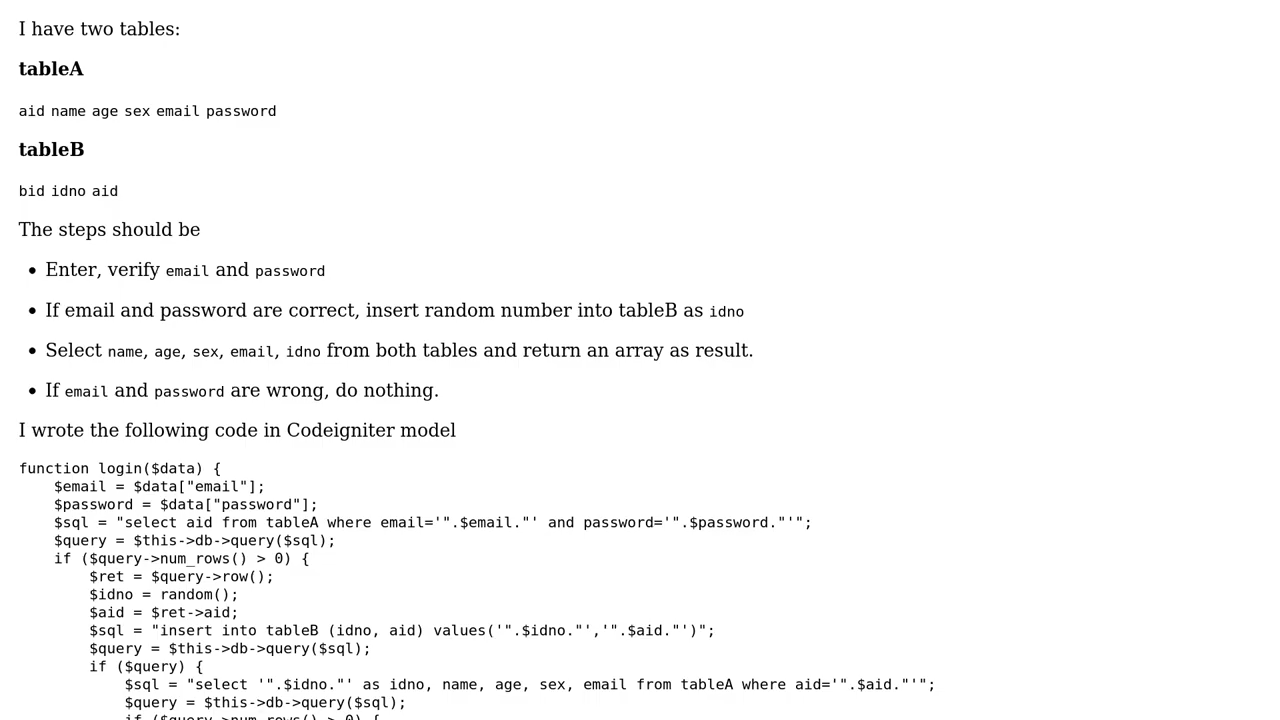 I have two tables:
tableA
aid name age sex email password
tableB
bid idno aid
The steps should be
• Enter, verify email and password
• If email and password are correct, insert random number into tableB as idno
• Select name, age, sex, email, idno from both tables and return an array as result.
• If email and password are wrong, do nothing.
I wrote the following code in Codeigniter model
function login($data) {
    $email = $data["email"];
    $password = $data["password"];
    $sql = "select aid from tableA where email='".$email."' and password='".$password."'";
    $query = $this->db->query($sql);
    if ($query->num_rows() > 0) {
        $ret = $query->row();
        $idno = random();
        $aid = $ret->aid;
        $sql = "insert into tableB (idno, aid) values('".$idno."','".$aid."')";
        $query = $this->db->query($sql);
        if ($query) {
            $sql = "select '".$idno."' as idno, name, age, sex, email from tableA where aid='".$aid."'";
            $query = $this->db->query($sql);
            if ($query->num_rows() > 0) {